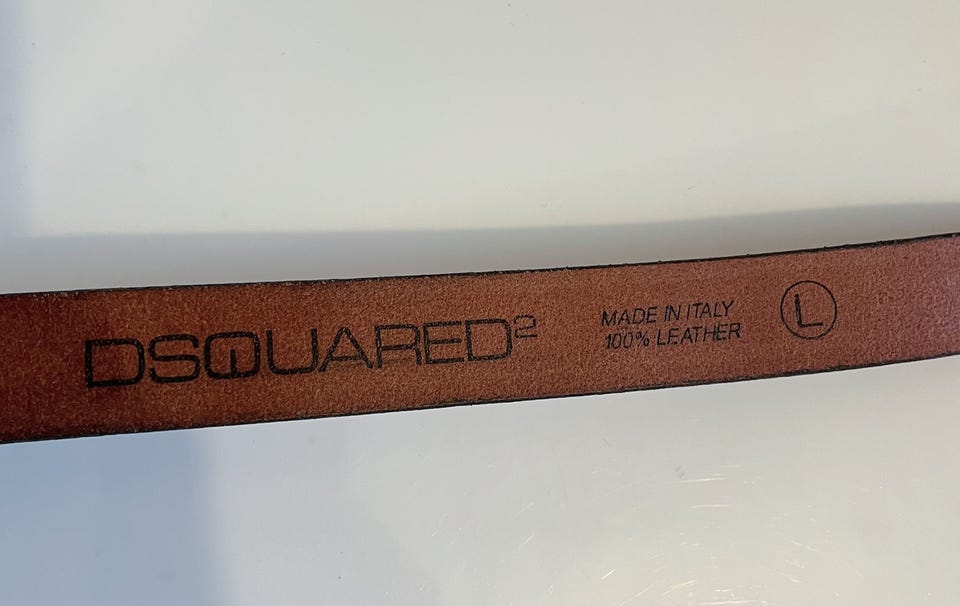 DSQUARED2
MADE IN ITALY
100% LEATHER
L